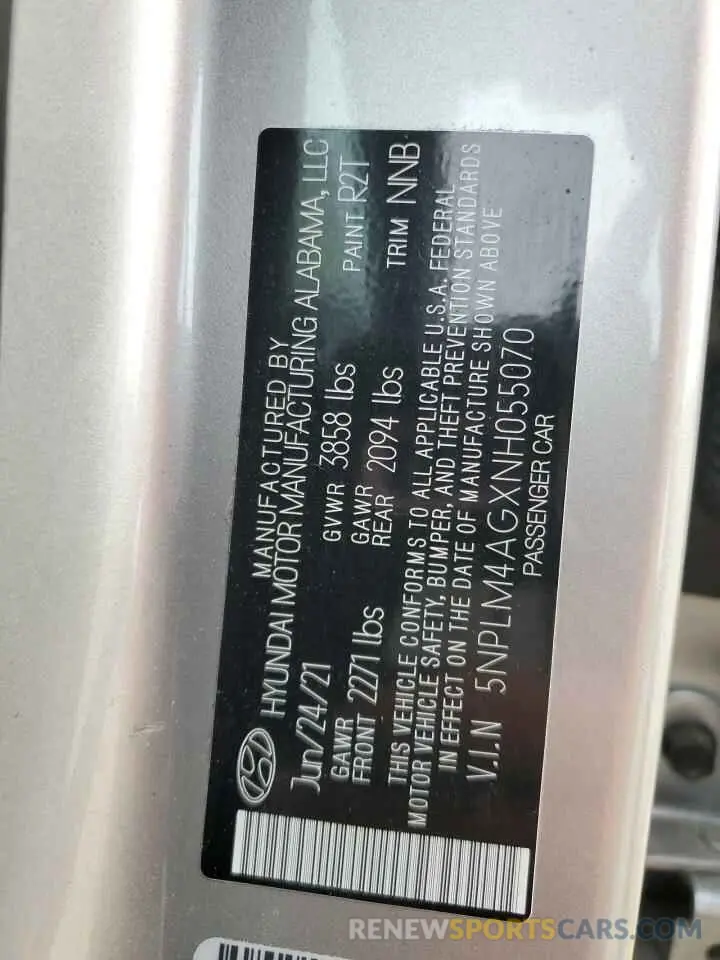 MANUFACTURED BY
HYUNDAI MOTOR MANUFACTURING ALABAMA, LLC
Jun/24/21 GVWR 3858 lbs PAINT R2T
GAWR FRONT 2271 lbs GAWR REAR 2094 lbs TRIM NNB
THIS VEHICLE CONFORMS TO ALL APPLICABLE U.S.A. FEDERAL
MOTOR VEHICLE SAFETY, BUMPER, AND THEFT PREVENTION STANDARDS
IN EFFECT ON THE DATE OF MANUFACTURE SHOWN ABOVE
V.I.N 5NPLM4AGXNH055070
PASSENGER CAR
RENEWSPORTSCARS.COM